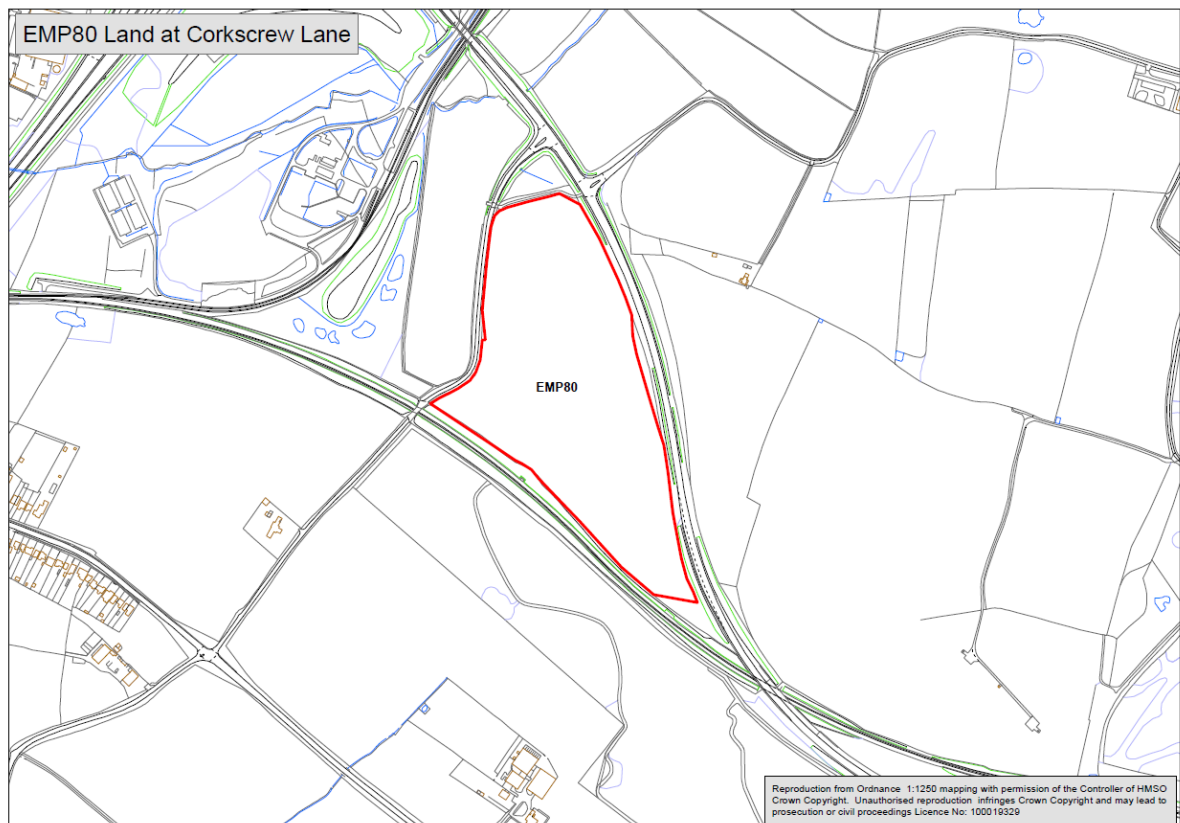 EMP80 Land at Corkscrew Lane
EMP80
Reproduction from Ordnance 1:1250 mapping with permission of the Controller of HMSO
Crown Copyright. Unauthorised reproduction infringes Crown Copyright and may lead to
prosecution or civil proceedings Licence No: 100019329